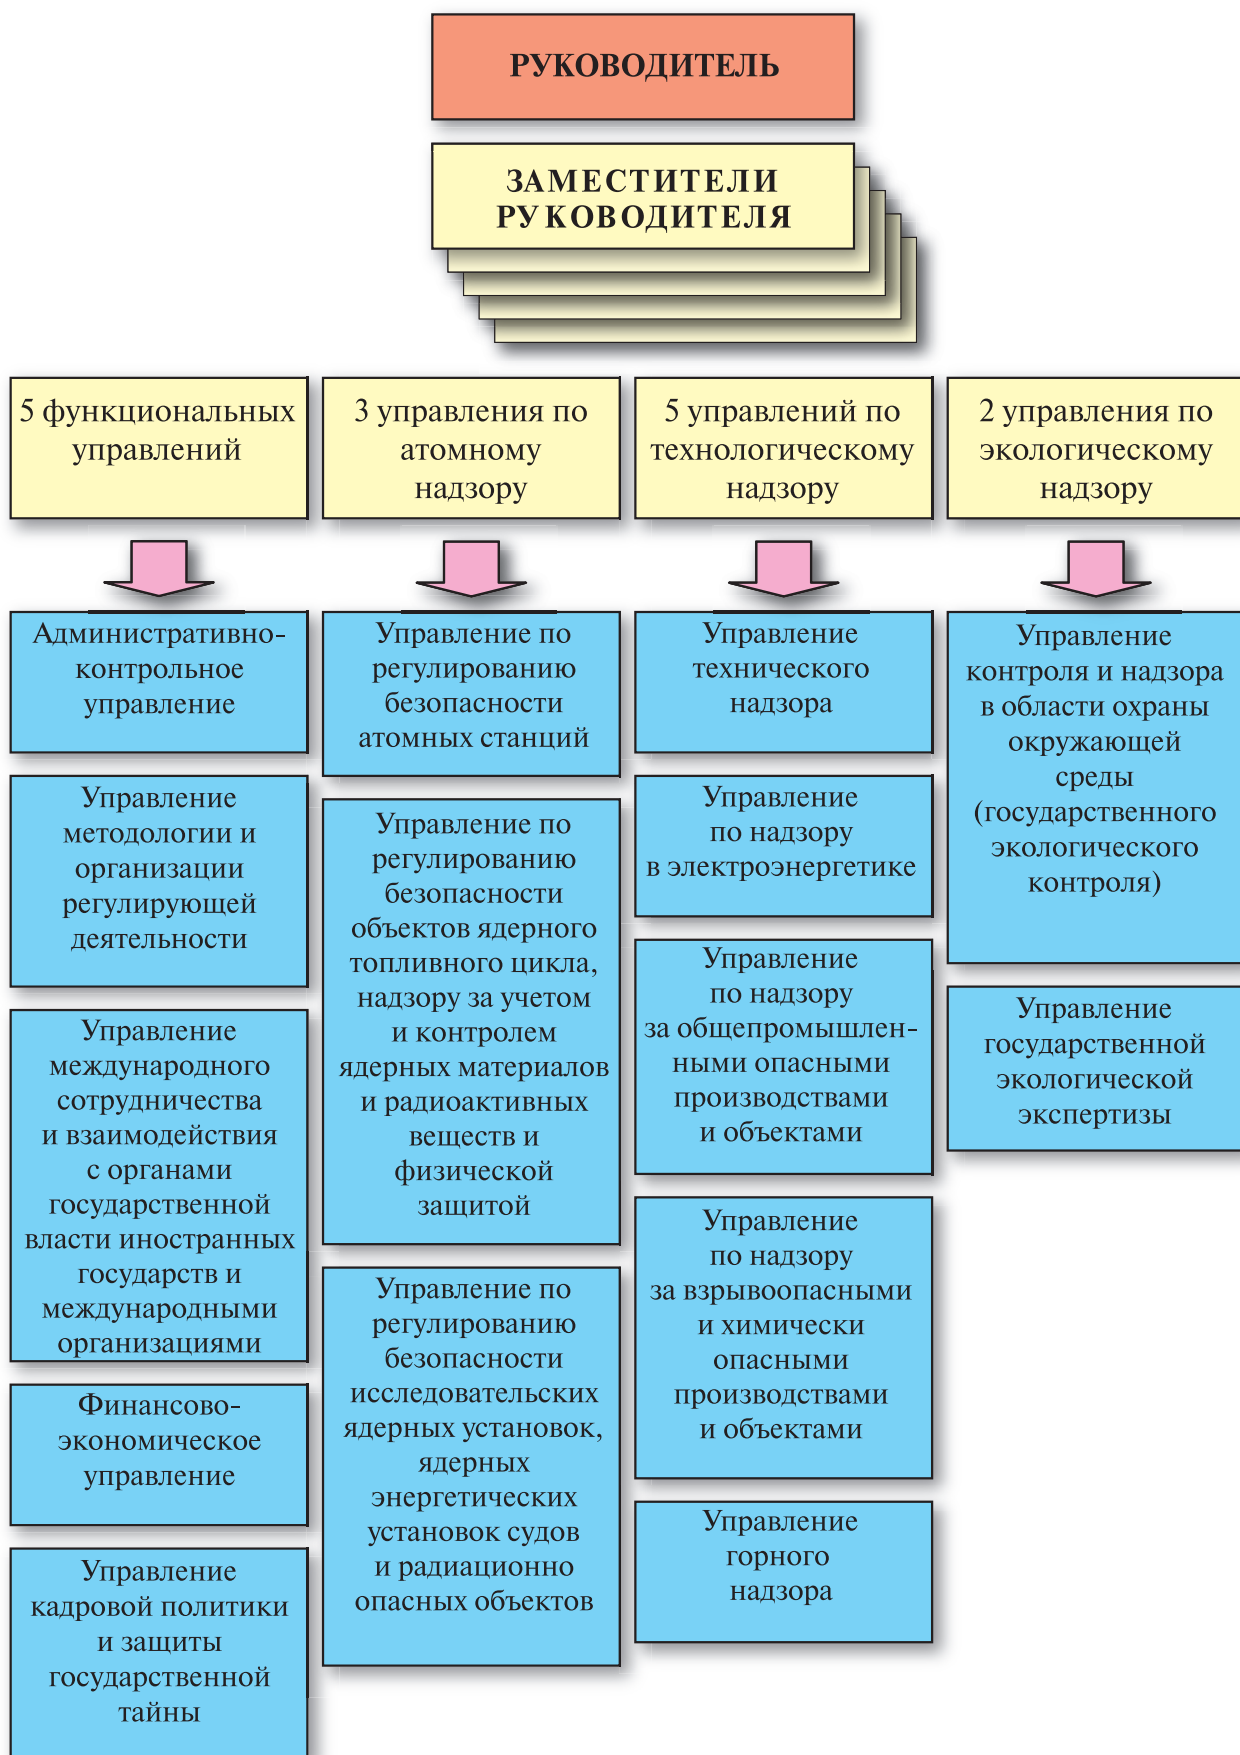 РУКОВОДИТЕЛЬ
ЗАМЕСТИТЕЛИ
РУКОВОДИТЕЛЯ
5 функциональных
управлений
3 управления по
атомному
надзору
5 управлений по
технологическому
надзору
2 управления по
экологическому
надзору
Административно-
контрольное
управление
Управление
методологии и
организации
регулирующей
деятельности
Управление
международного
сотрудничества
и взаимодействия
с органами
государственной
власти иностранных
государств и
международными
организациями
Финансово-
экономическое
управление
Управление
кадровой политики
и защиты
государственной
тайны
Управление по
регулированию
безопасности
атомных станций
Управление по
регулированию
безопасности
объектов ядерного
топливного цикла,
надзору за учетом
и контролем
ядерных материалов
и радиоактивных
веществ и
физической
защитой
Управление по
регулированию
безопасности
исследовательских
ядерных установок,
ядерных
энергетических
установок судов
и радиационно
опасных объектов
Управление
технического
надзора
Управление
по надзору
в электроэнергетике
Управление
по надзору
за общепромышлен-
ными опасными
производствами
и объектами
Управление
по надзору
за взрывоопасными
и химически
опасными
производствами
и объектами
Управление
горного
надзора
Управление
контроля и надзора
в области охраны
окружающей
среды
(государственного
экологического
контроля)
Управление
государственной
экологической
экспертизы